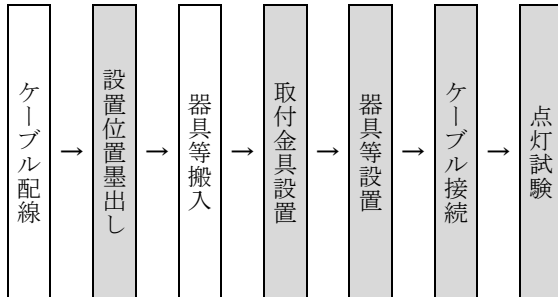 ケーブル配線
→
設置位置墨出し
→
器具等搬入
→
取付金具設置
→
器具等設置
→
ケーブル接続
→
点灯試験